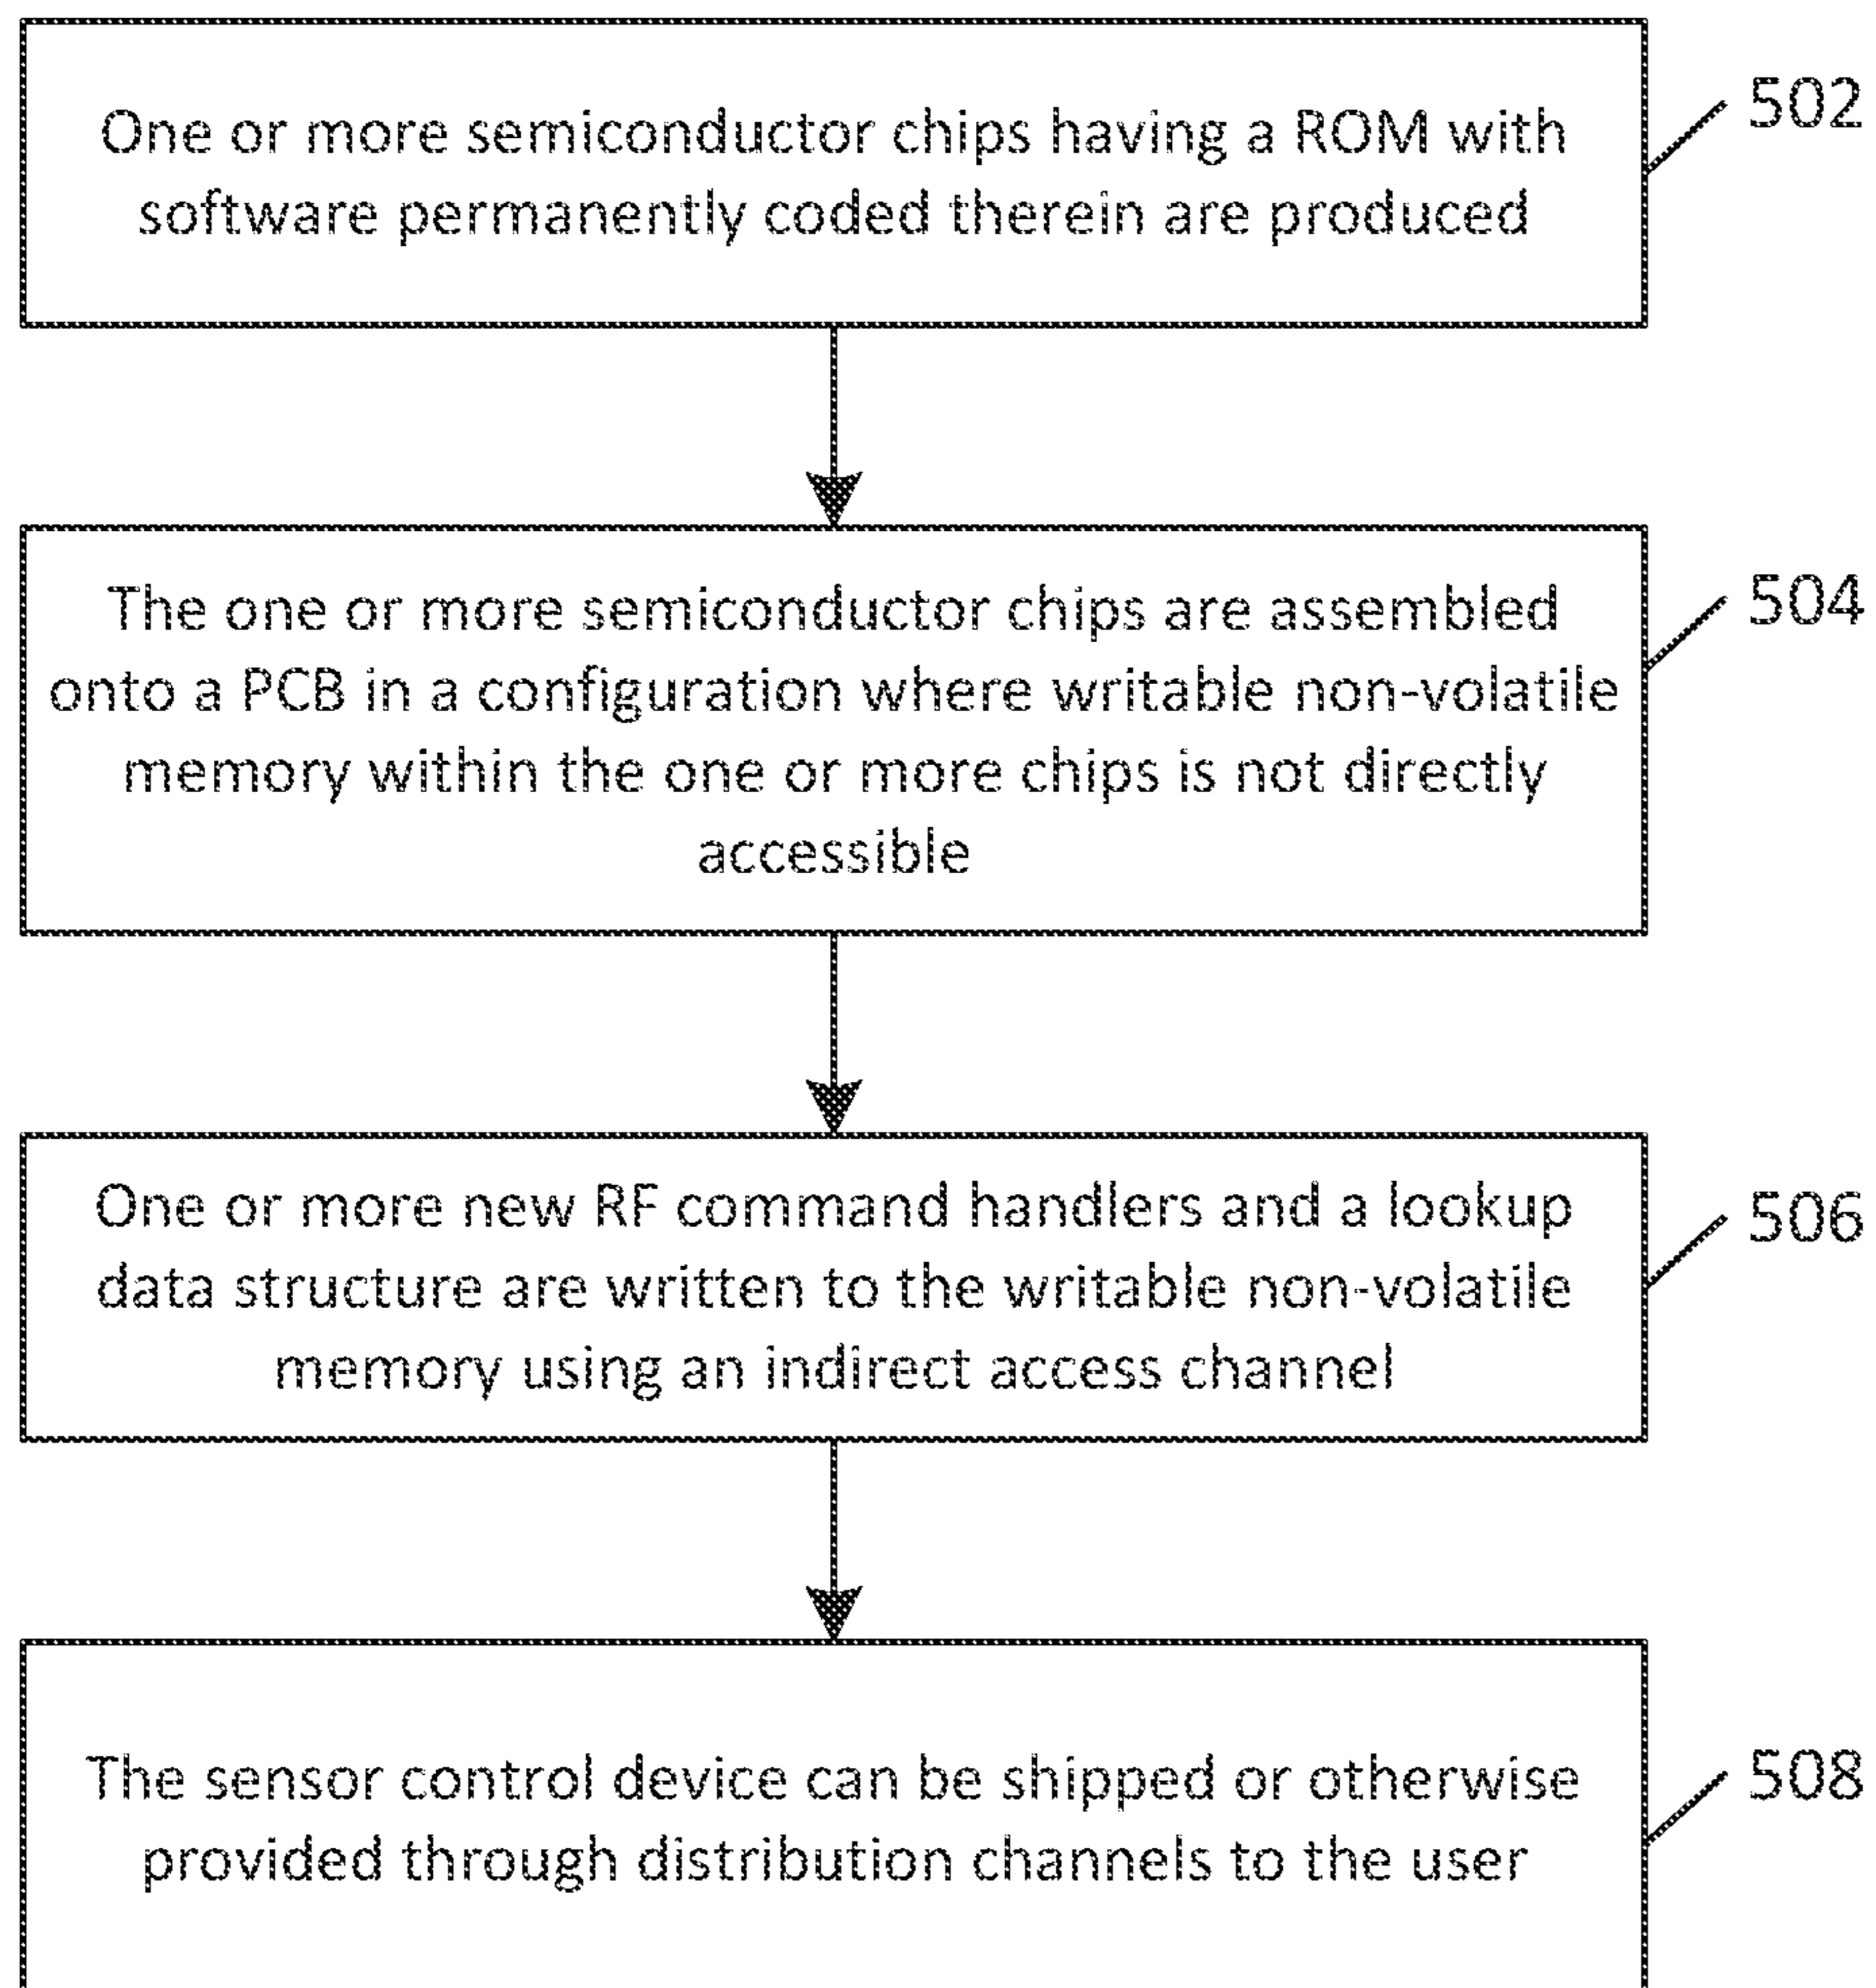 One or more semiconductor chips having a ROM with
software permanently coded therein are produced
502
The one or more semiconductor chips are assembled
onto a PCB in a configuration where writable non-volatile
memory within the one or more chips is not directly
accessible
504
One or more new RF command handlers and a lookup
data structure are written to the writable non-volatile
memory using an indirect access channel
506
The sensor control device can be shipped or otherwise
provided through distribution channels to the user
508